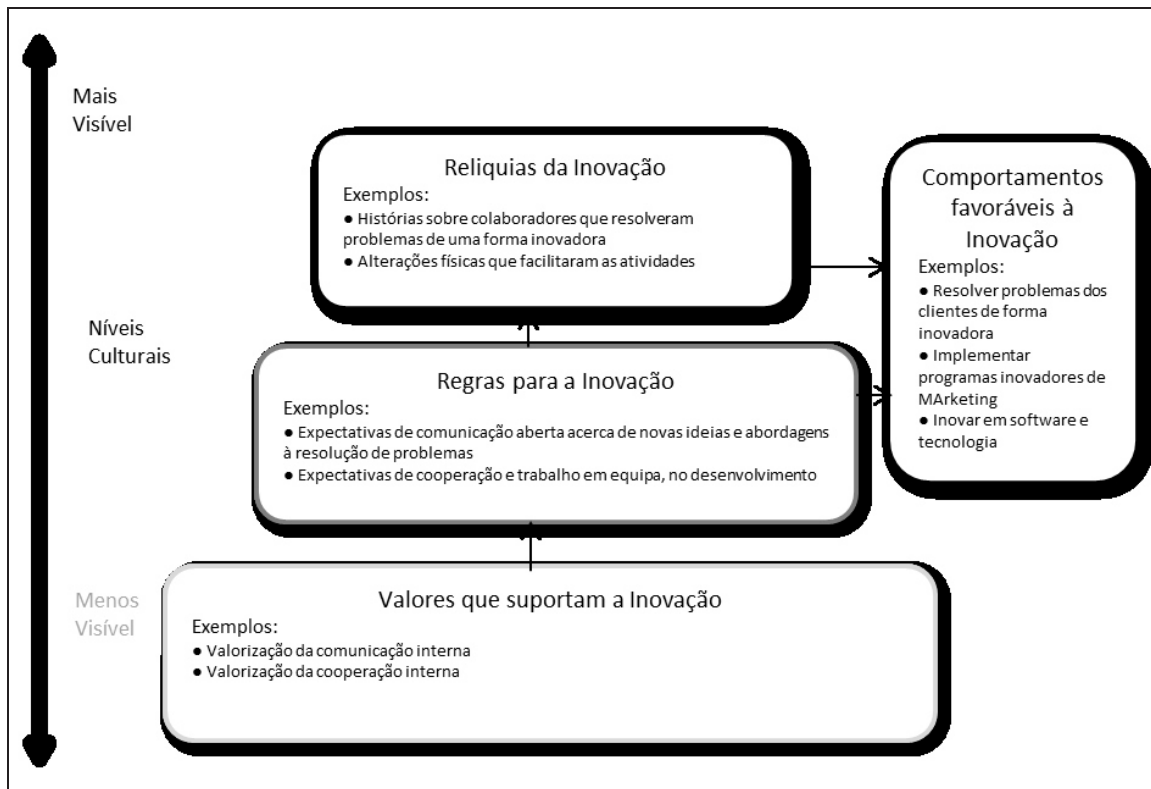 Mais
Visível
Reliquias da Inovação
Exemplos:
● Histórias sobre colaboradores que resolveram
problemas de uma forma inovadora
● Alterações físicas que facilitaram as atividades
Comportamentos
favoráveis à
Inovação
Exemplos:
● Resolver problemas dos
clientes de forma
inovadora
● Implementar
programas inovadores de
MArketing
● Inovar em software e
tecnologia
Níveis
Culturais
Regras para a Inovação
Exemplos:
● Expectativas de comunicação aberta acerca de novas ideias e abordagens
à resolução de problemas
● Expectativas de cooperação e trabalho em equipa, no desenvolvimento
Menos
Visível
Valores que suportam a Inovação
Exemplos:
● Valorização da comunicação interna
● Valorização da cooperação interna